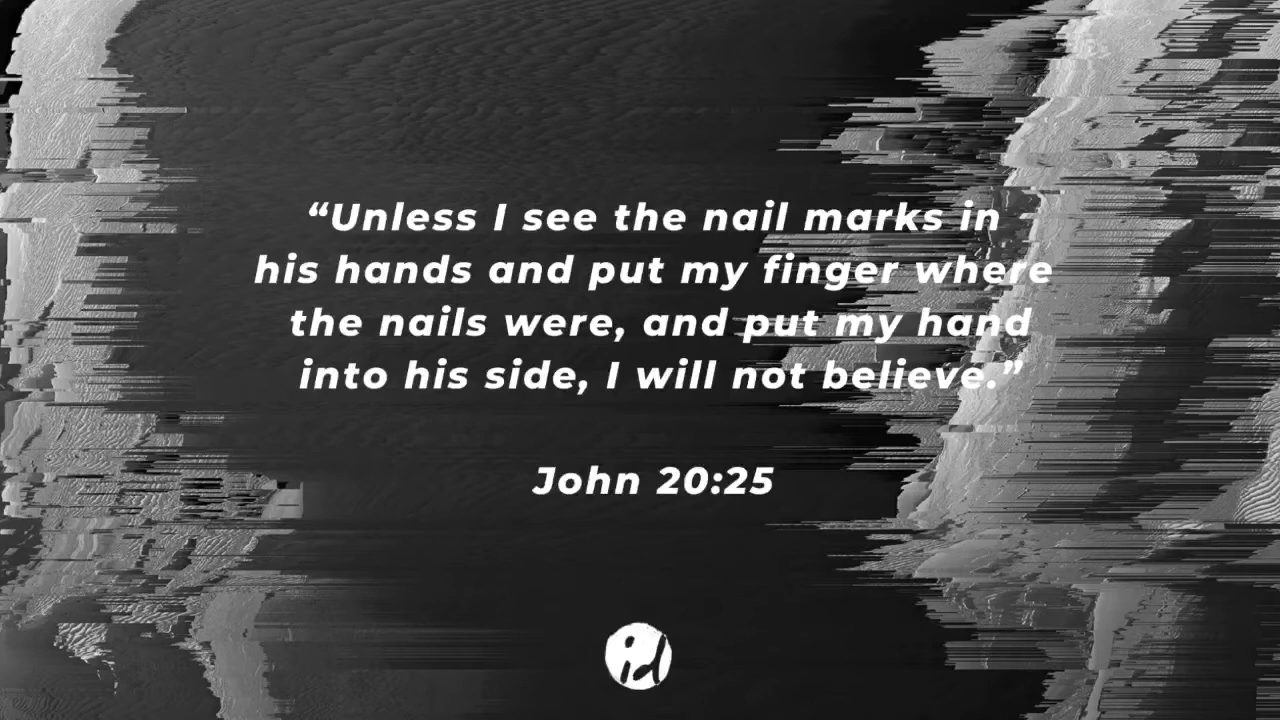 “Unless I see the nail marks in
his hands and put my finger where
the nails were, and put my hand
into his side, I will not believe.”
John 20:25
id